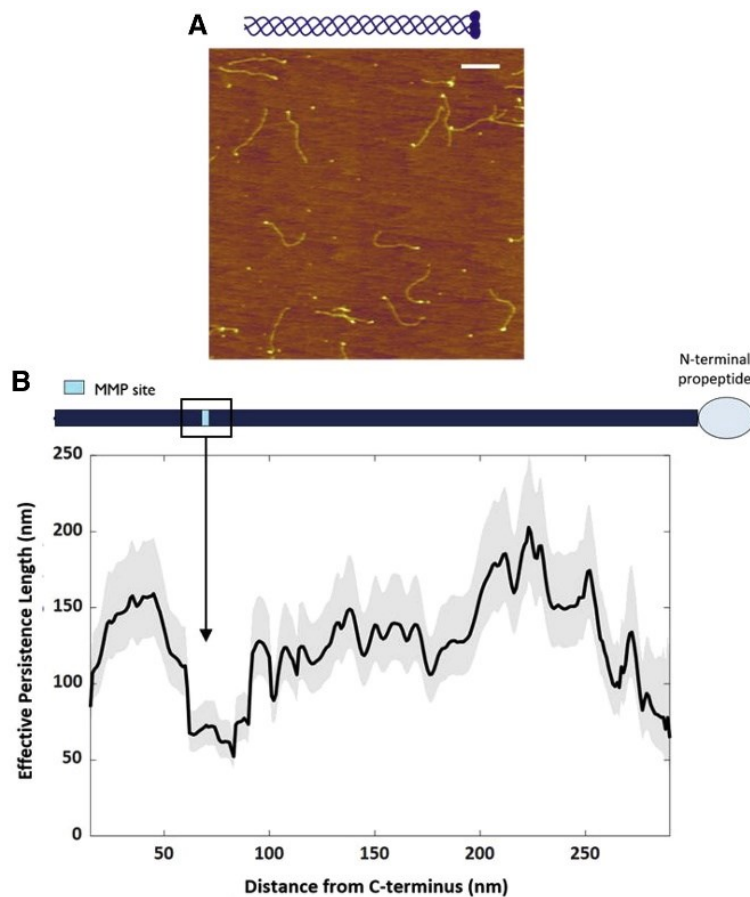 A
B
MMP site
N-terminal
propeptide
Effective Persistence Length (nm)
250
200
150
100
50
0
50
100
150
200
250
Distance from C-terminus (nm)